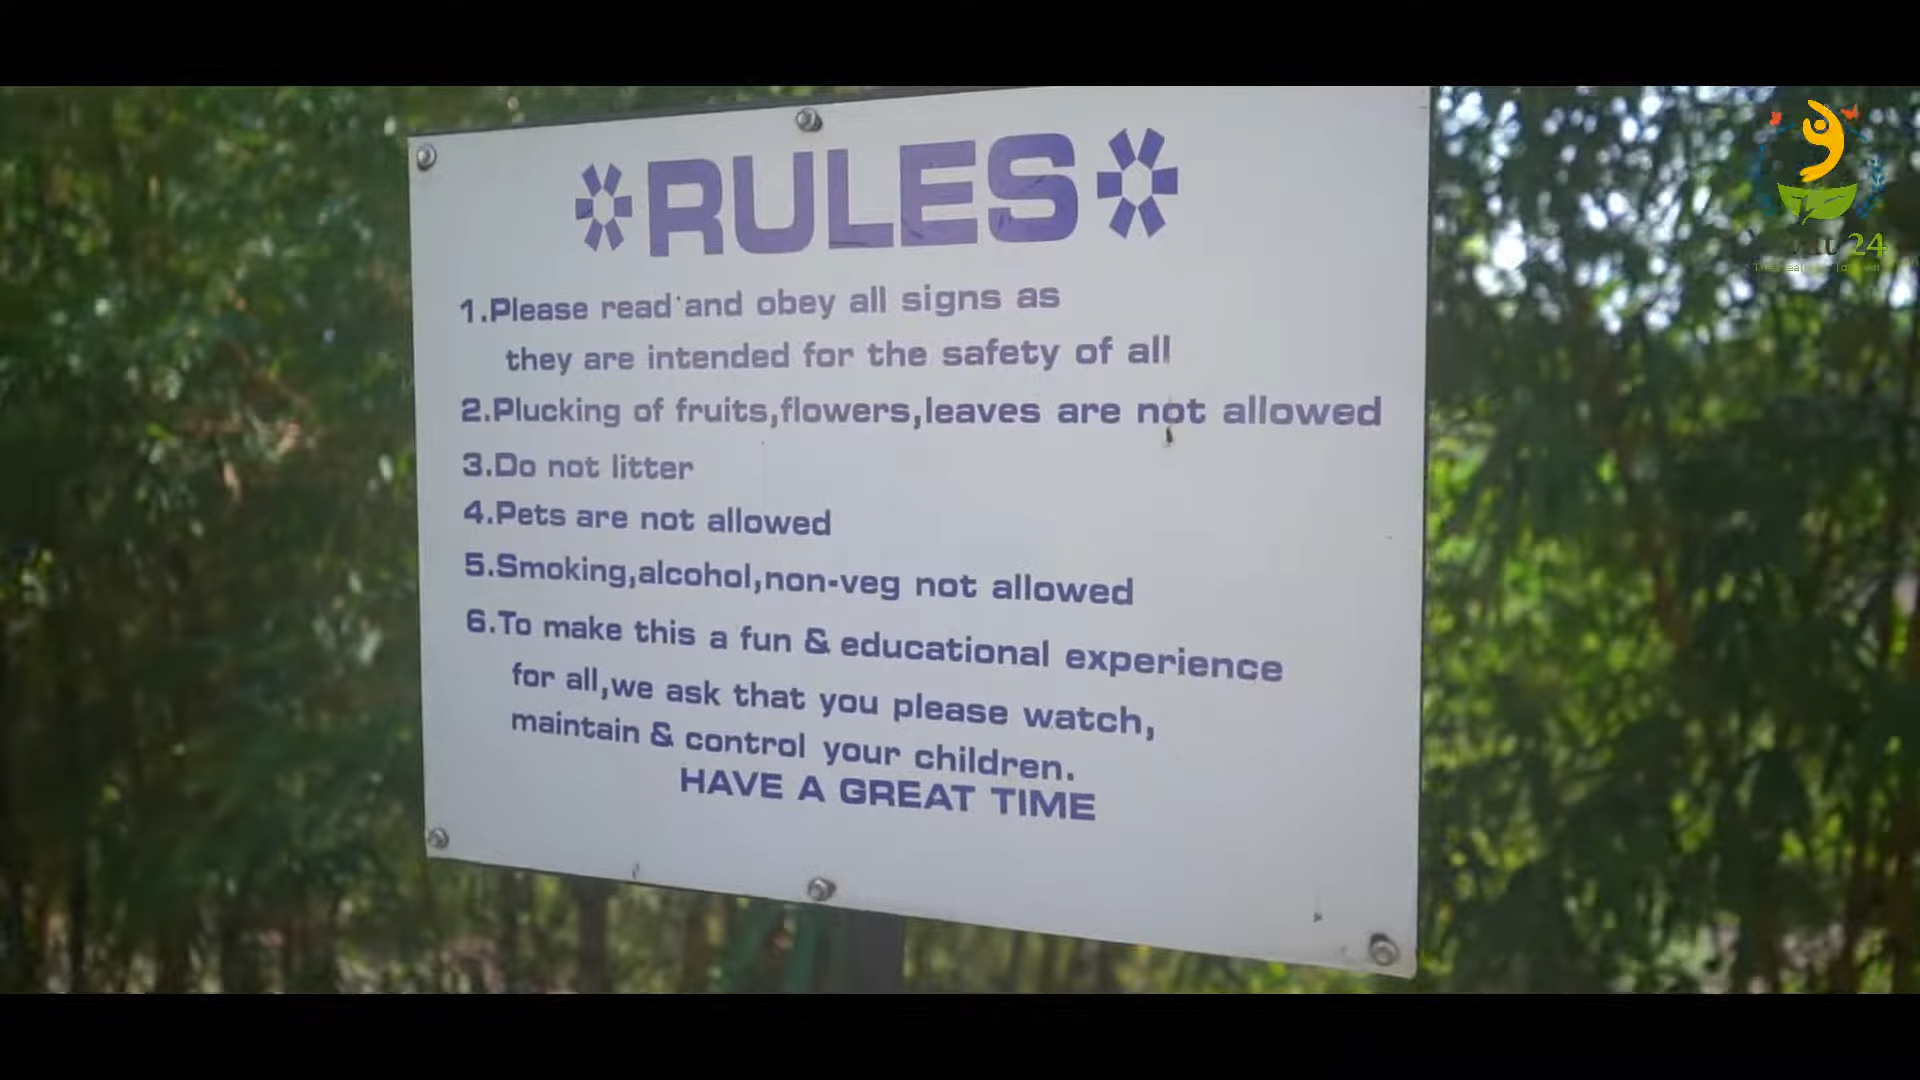 RULES
1.Please read and obey all signs as
they are intended for the safety of all
2.Plucking of fruits,flowers,leaves are not allowed
3.Do not litter
4.Pets are not allowed
5.Smoking,alcohol,non-veg not allowed
6.To make this a fun & educational experience
for all,we ask that you please watch,
maintain & control your children.
HAVE A GREAT TIME
24